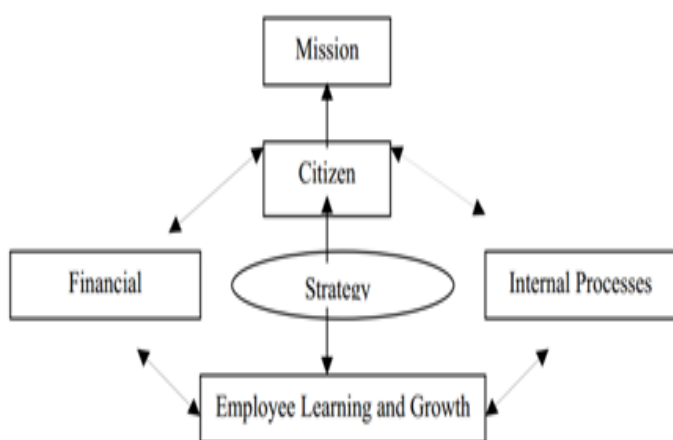 Mission
Citizen
Financial
Strategy
Internal Processes
Employee Learning and Growth